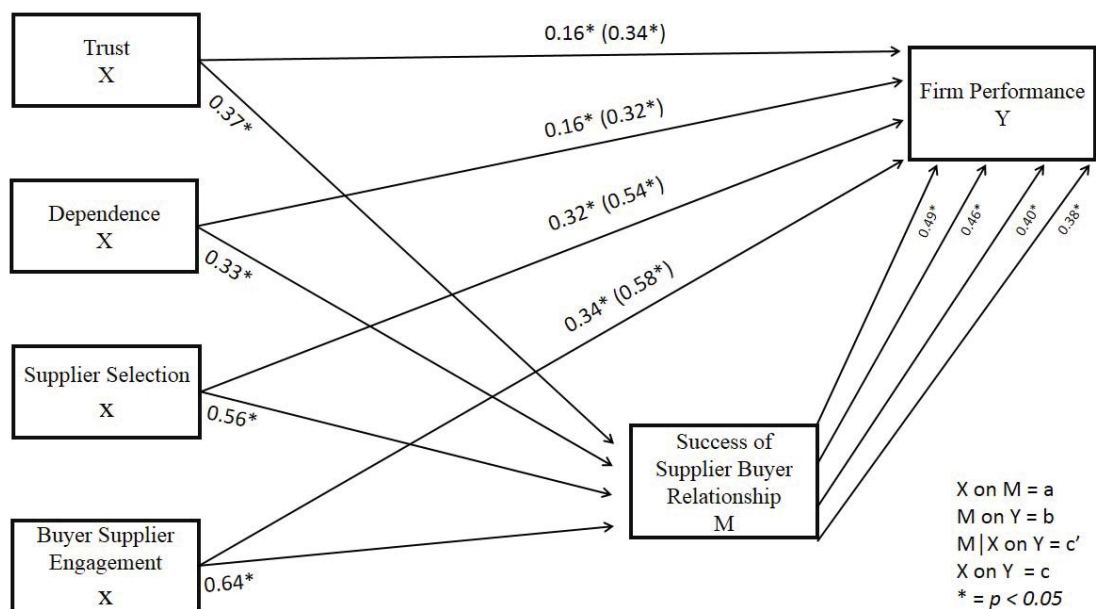 Trust
X
0.37*
0.16* (0.34*)
Firm Performance
Y
Dependence
X
0.33*
0.16* (0.32*)
0.32* (0.54*)
0.34* (0.58*)
0.49*
0.46*
0.40*
0.38*
Supplier Selection
X
0.56*
Buyer Supplier
Engagement
X
0.64*
Success of
Supplier Buyer
Relationship
M
X on M = a
M on Y = b
M|X on Y = c’
X on Y = c
* = p < 0.05